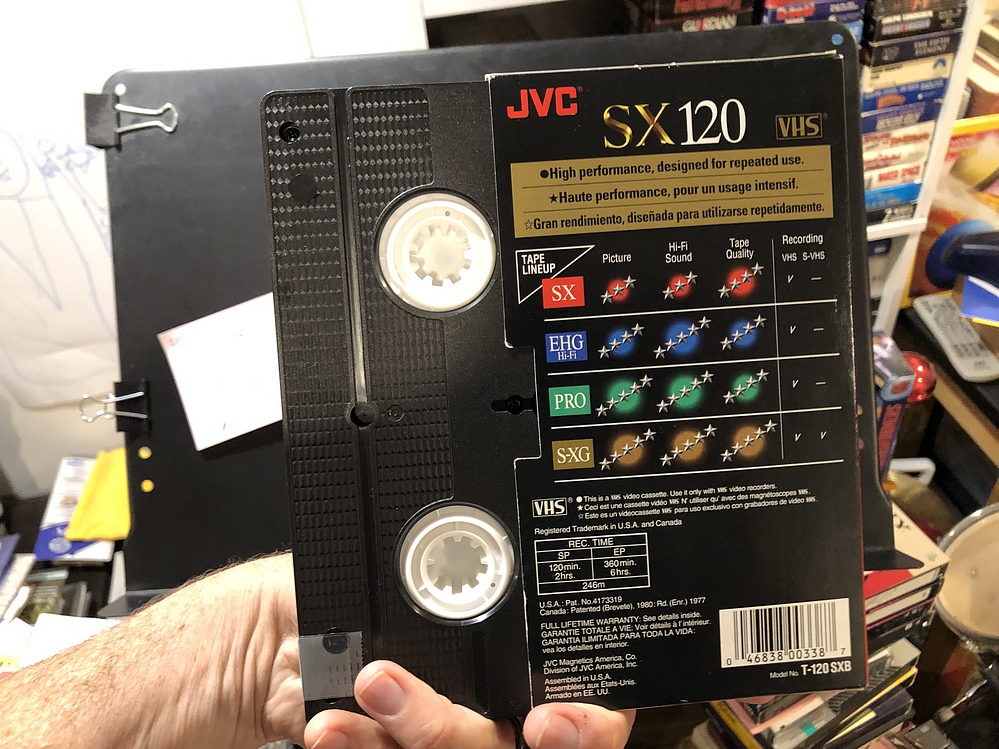 JVC®
SX 120
VHS
●High performance, designed for repeated use.
★Haute performance, pour un usage intensif.
☆Gran rendimiento, diseñada para utilizarse repetidamente.
TAPE LINEUP
Picture
Hi-Fi Sound
Tape Quality
Recording
VHS S-VHS
SX
EHG Hi-Fi
PRO
S-XG
VHS®
● This is a VHS video cassette. Use it only with VHS video recorders.
★ Ceci est une cassette vidéo VHS N' utiliser qu' avec des magnétoscopes VHS.
☆ Este es un videocassette VHS para uso exclusivo con grabadores de video VHS.
Registered Trademark in U.S.A. and Canada
REC. TIME
SP EP
120min. 360min.
2hrs. 6hrs.
246m
U.S.A.: Pat. No.4173319
Canada: Patented (Brevete), 1980: Rd. (Enr.) 1977
FULL LIFETIME WARRANTY: See details inside.
GARANTIE TOTALE A VIE: Voir détails à l'intérieur.
GARANTIA ILIMITADA PARA TODA LA VIDA:
vea los detalles en interior.
JVC Magnetics America, Co.
Division of JVC America, Inc.
Assembled in U.S.A.
Assemblées aux Etats-Unis.
Armado en EE. UU.
0 46838 00338 7
Model No. T-120 SXB
THE FIFTH
ELEMENT